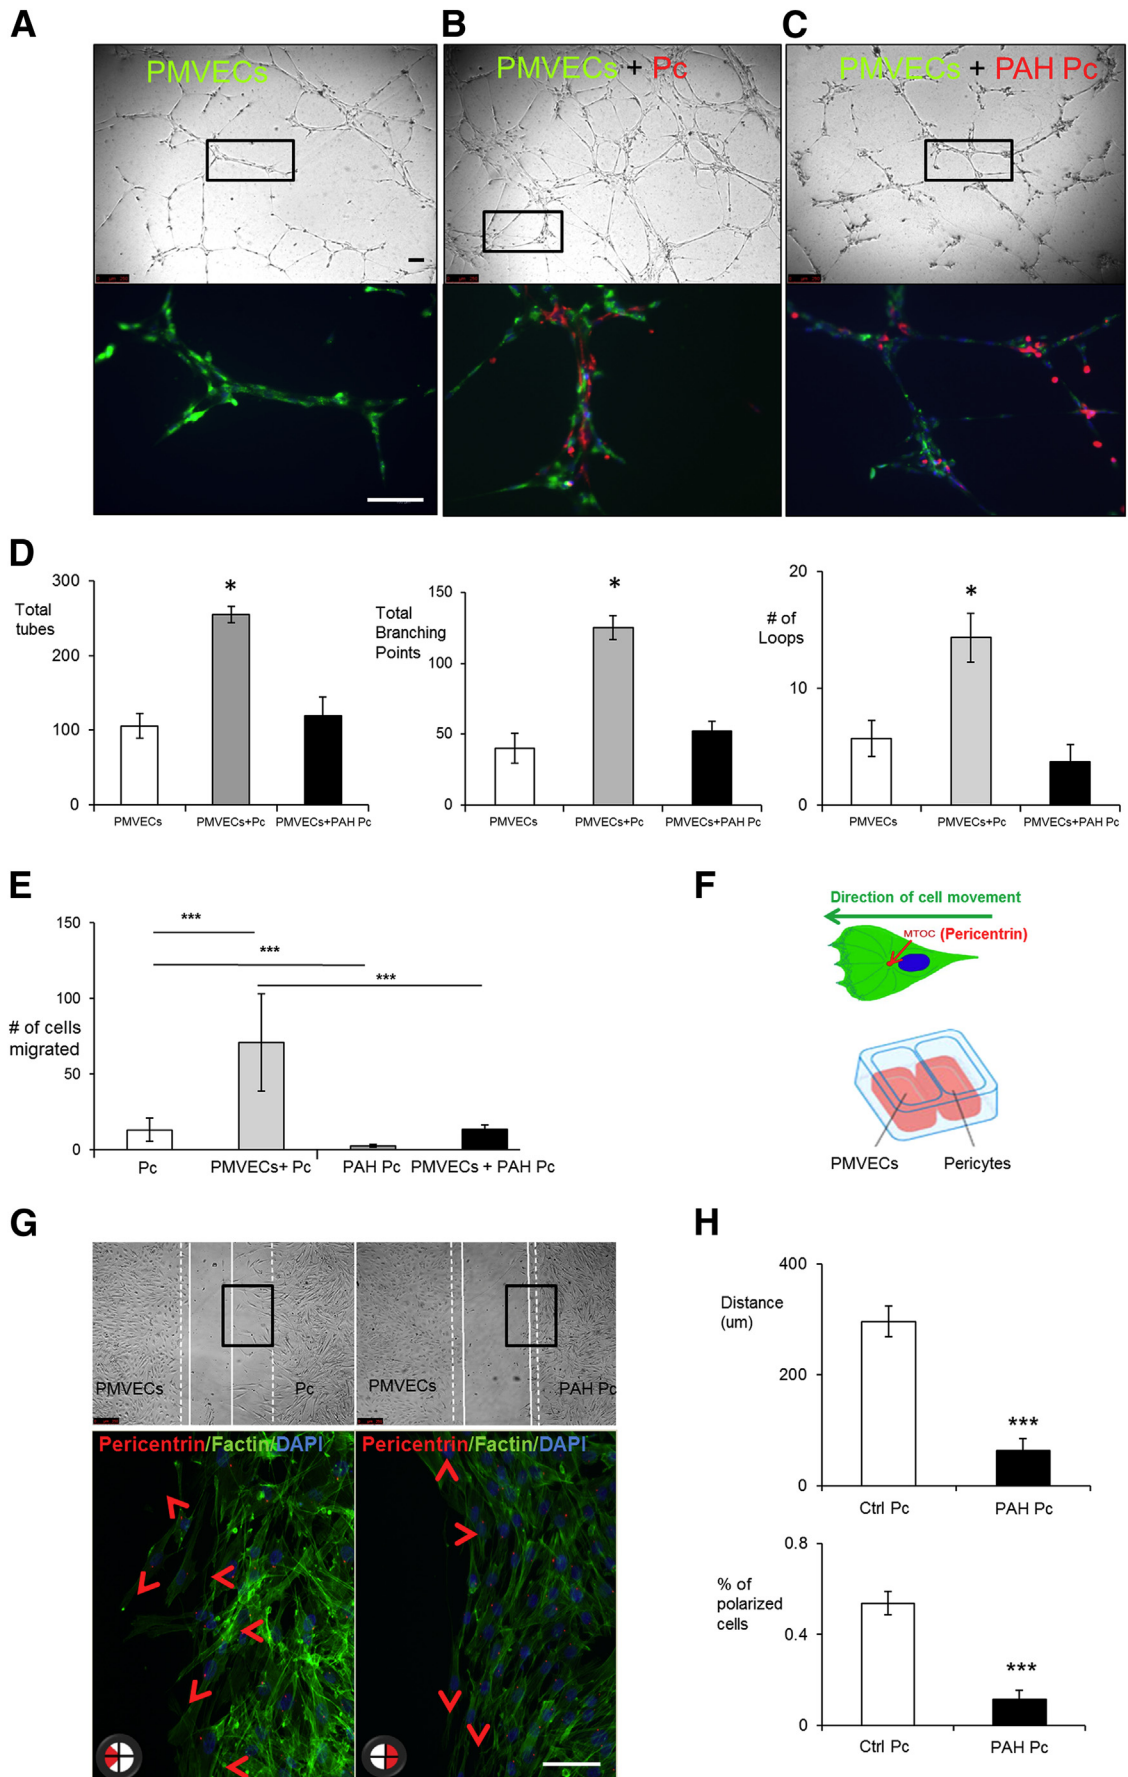 A
B
C
PMVECs
PMVECs + Pc
PMVECs + PAH Pc
D
300
200
100
0
Total
tubes
*
PMVECs
PMVECs+Pc
PMVECs+PAH Pc
150
100
50
0
Total
Branching
Points
*
PMVECs
PMVECs+Pc
PMVECs+PAH Pc
20
10
0
# of
Loops
*
PMVECs
PMVECs+Pc
PMVECs+PAH Pc
E
150
100
50
0
# of cells
migrated
***
***
***
Pc
PMVECs+ Pc
PAH Pc
PMVECs + PAH Pc
F
Direction of cell movement
MTOC (Pericentrin)
PMVECs
Pericytes
G
PMVECs
Pc
PMVECs
PAH Pc
Pericentrin/Factin/DAPI
Pericentrin/Factin/DAPI
H
400
200
0
Distance
(um)
***
Ctrl Pc
PAH Pc
0.8
0.4
0
% of
polarized
cells
***
Ctrl Pc
PAH Pc